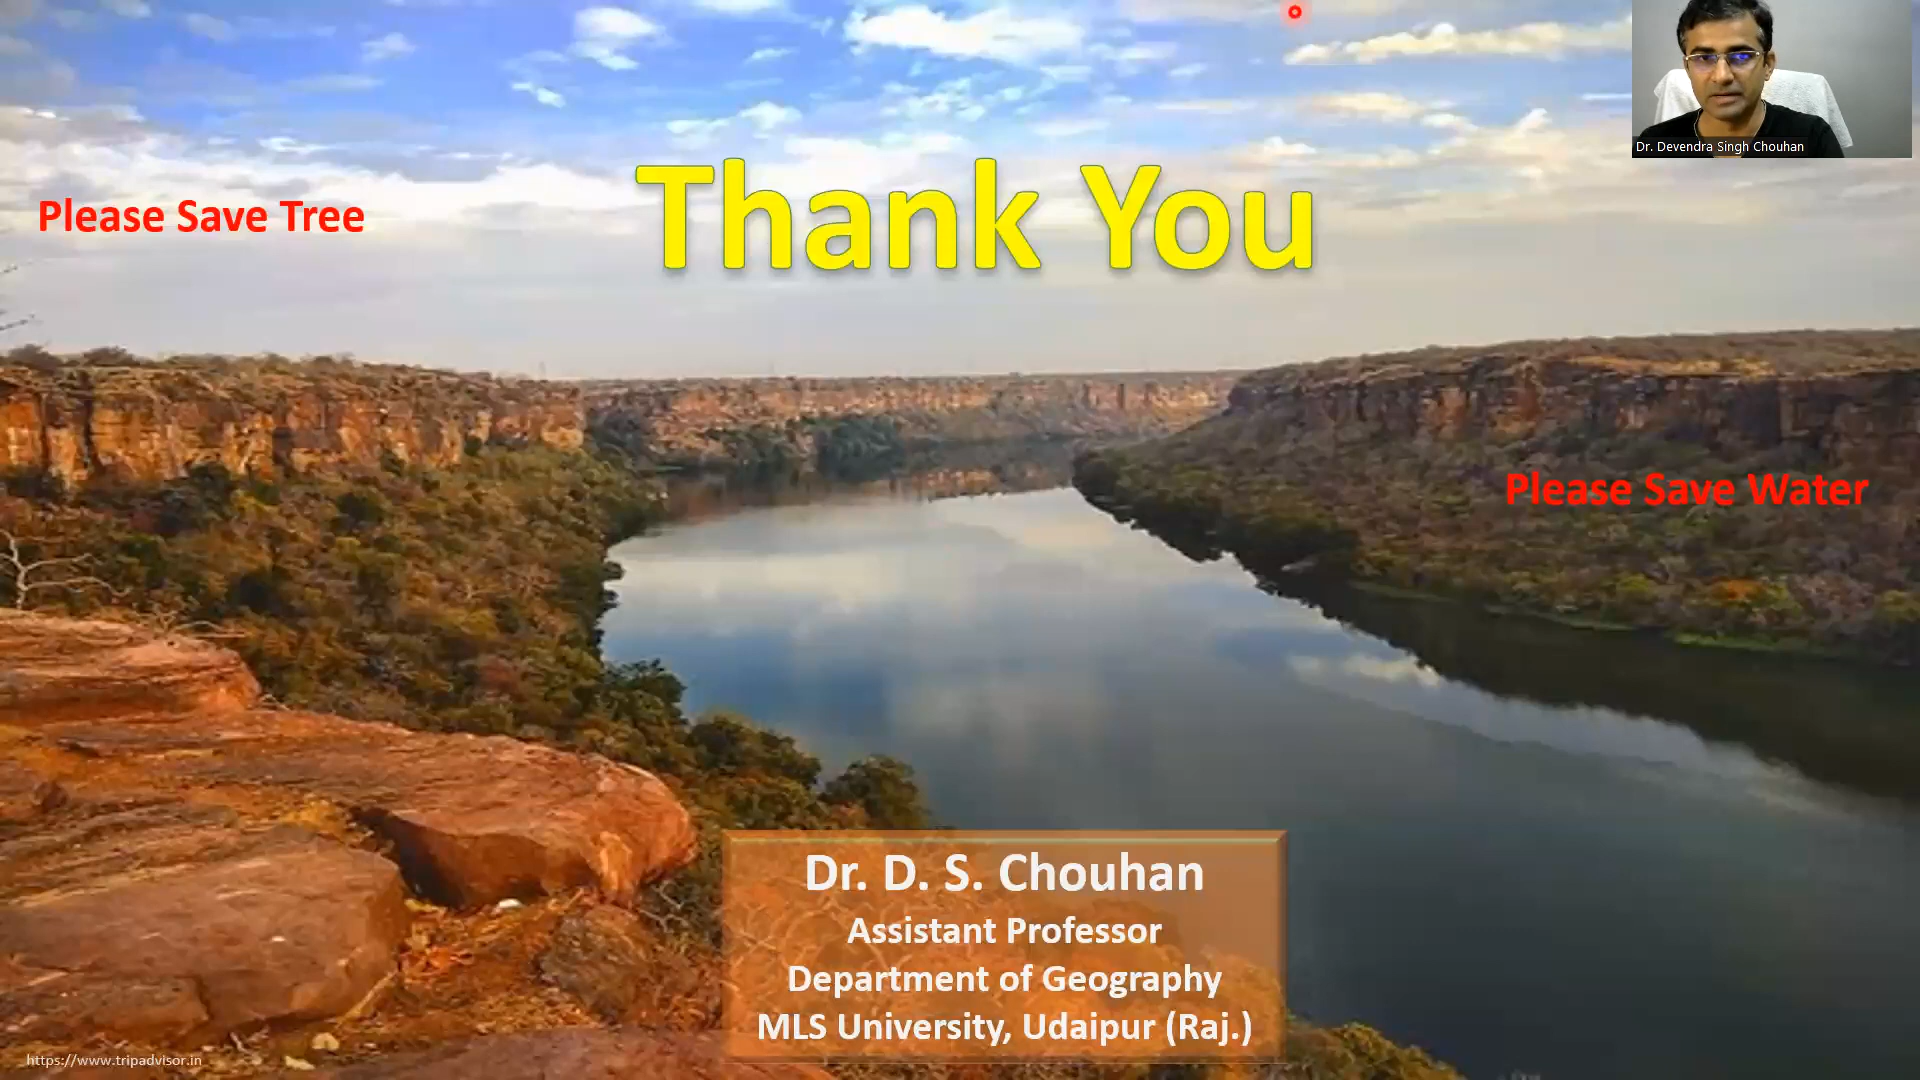 Dr. Devendra Singh Chouhan
Thank You
Please Save Tree
Please Save Water
Dr. D. S. Chouhan
Assistant Professor
Department of Geography
MLS University, Udaipur (Raj.)
https://www.tripadvisor.in